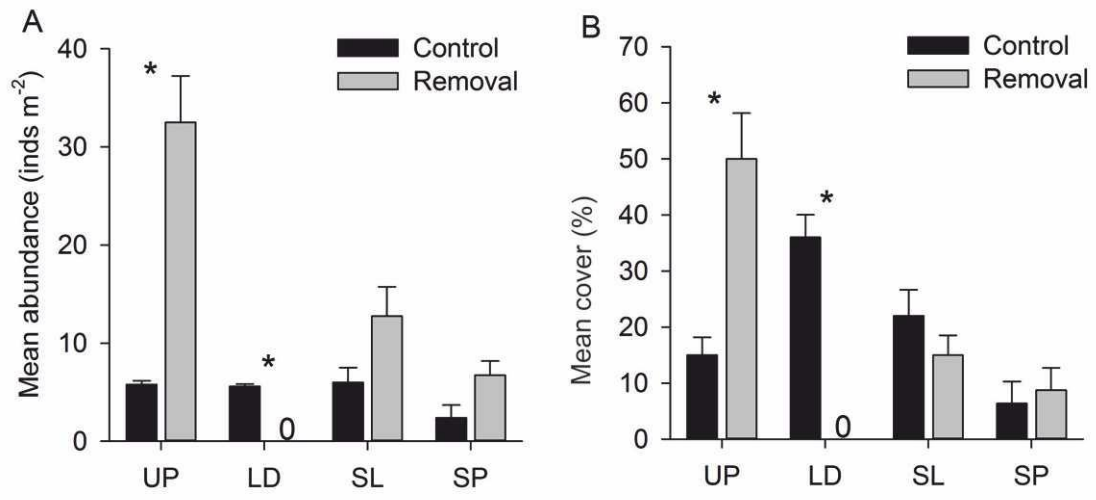 A
Mean abundance (inds m⁻²)
40
30
20
10
0
*
*
0
UP LD SL SP
Control
Removal
B
Mean cover (%)
70
60
50
40
30
20
10
0
*
*
0
UP LD SL SP
Control
Removal